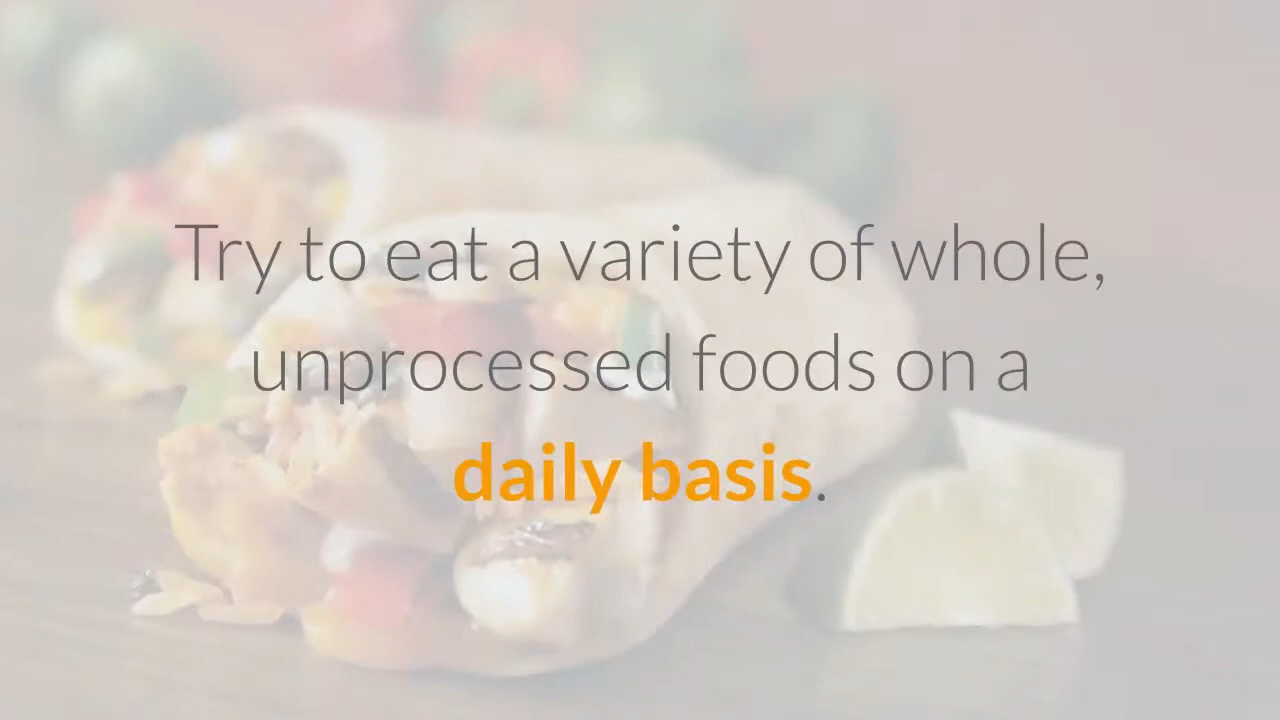 Try to eat a variety of whole,
unprocessed foods on a
daily basis.